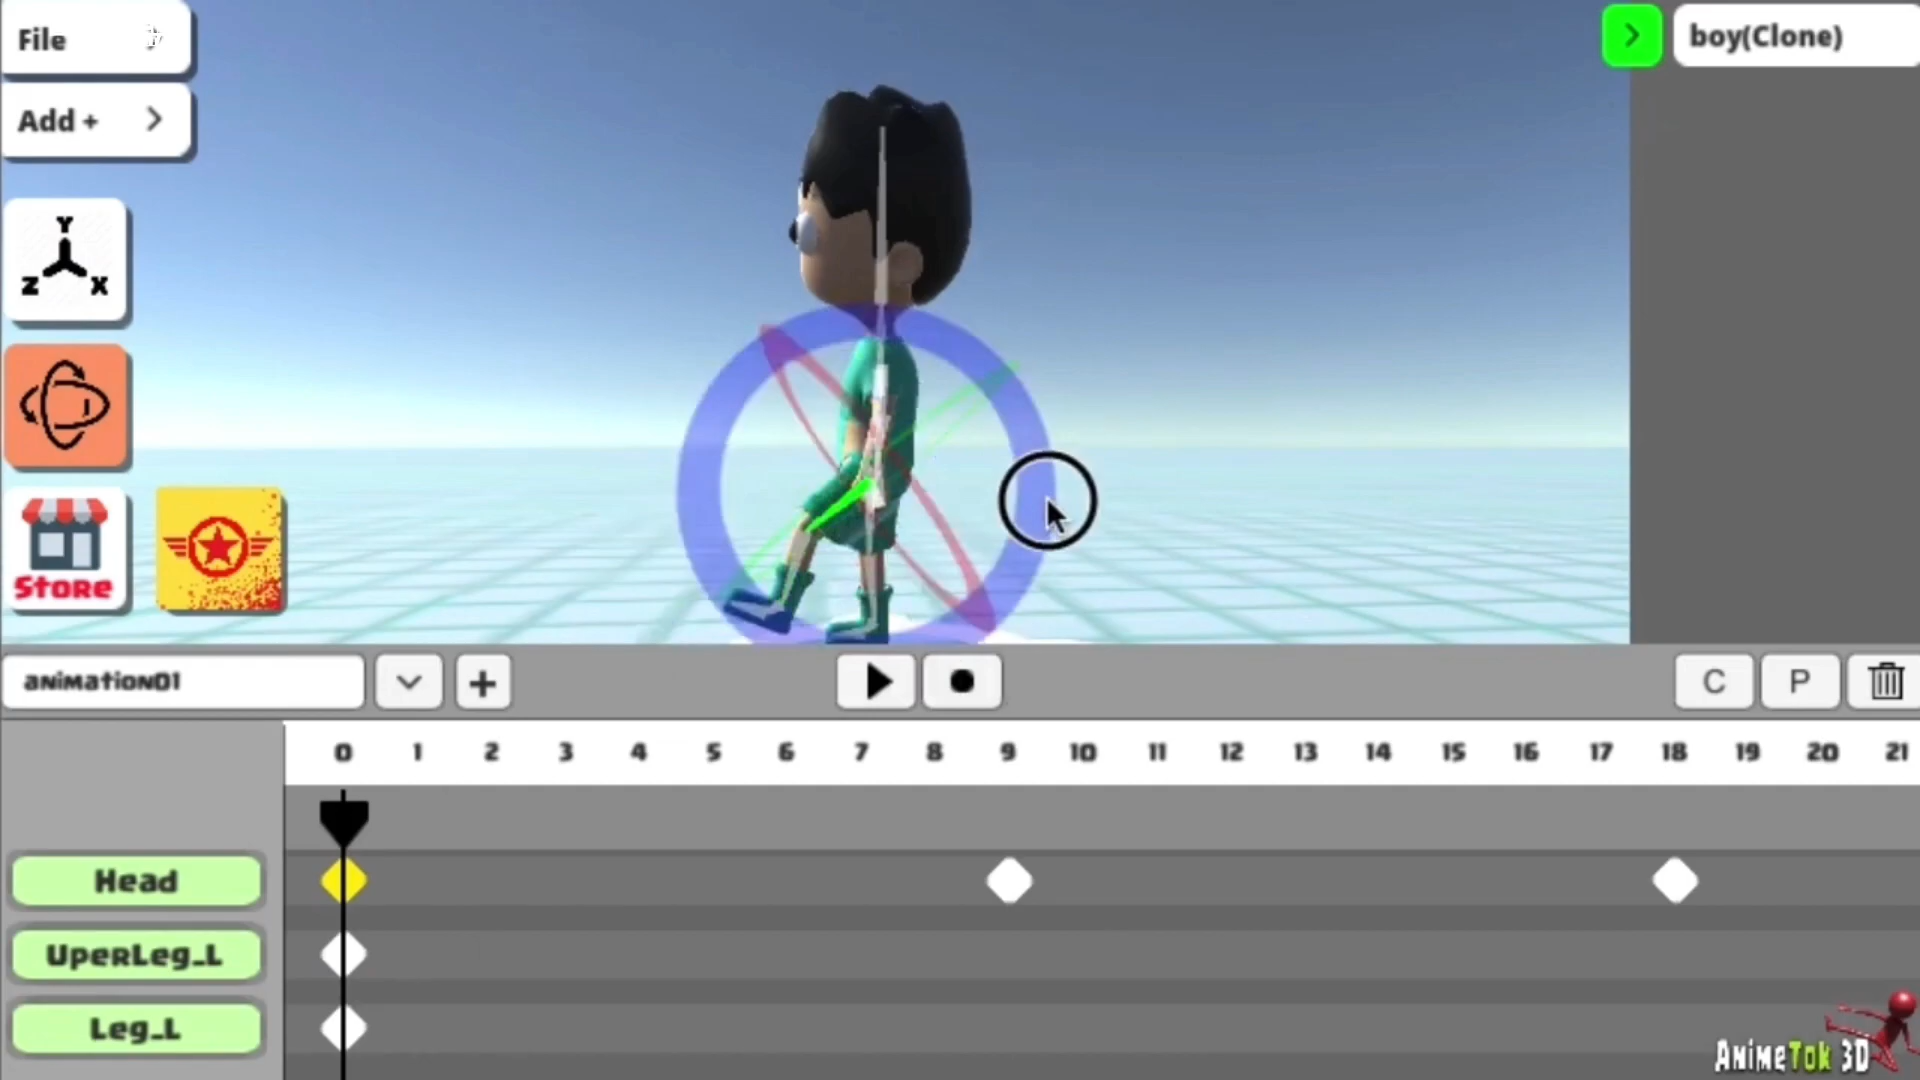 File
boy(Clone)
Add +
Y
Z X
Store
animation01
C P
0 1 2 3 4 5 6 7 8 9 10 11 12 13 14 15 16 17 18 19 20 21
Head
UperLeg_L
Leg_L
AnimeTok 3D